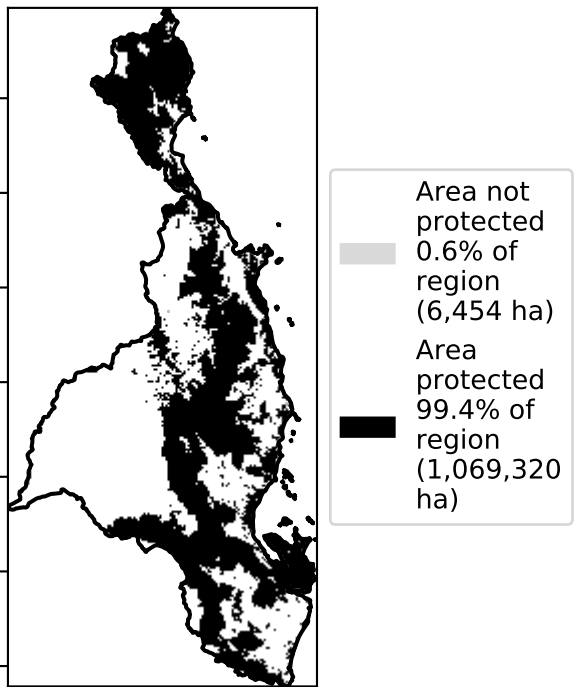 Area not
protected
0.6% of
region
(6,454 ha)
Area
protected
99.4% of
region
(1,069,320
ha)